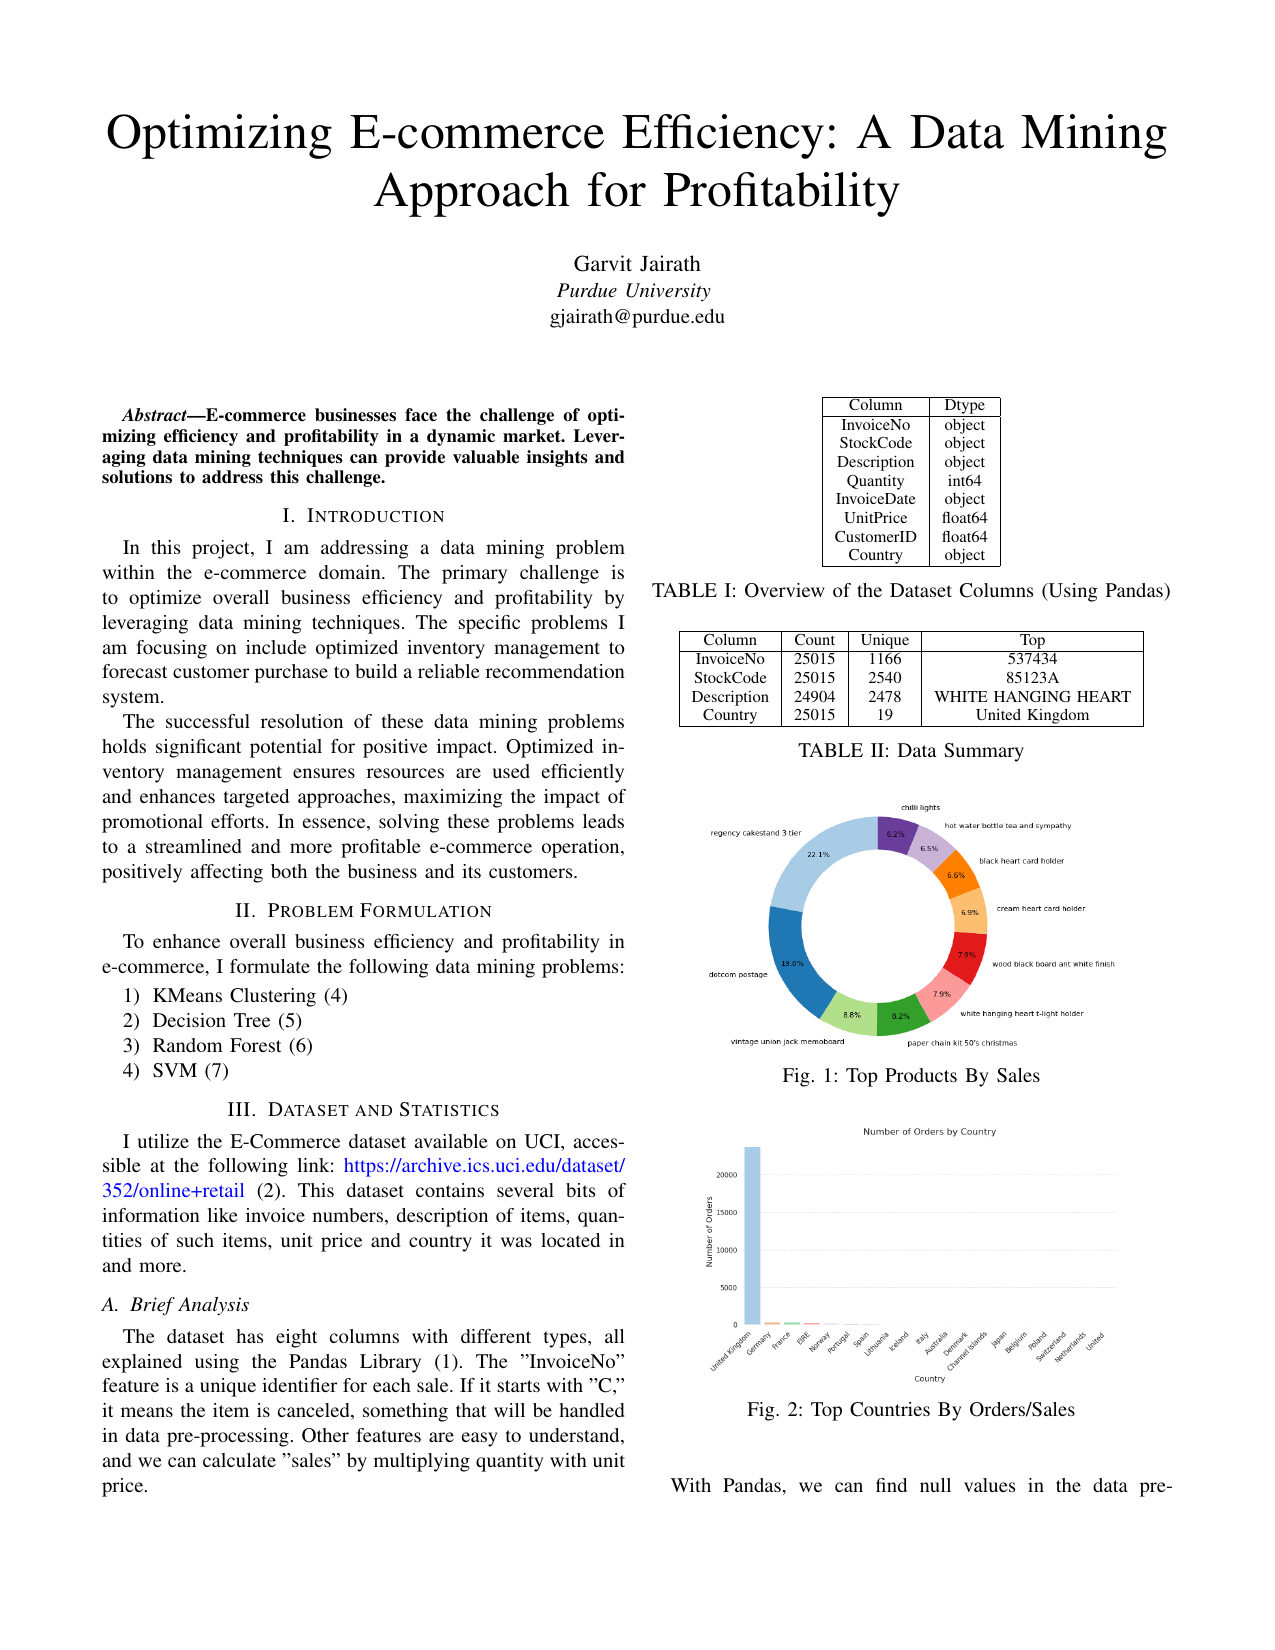 Optimizing E-commerce Efficiency: A Data Mining
Approach for Profitability
Garvit Jairath
Purdue University
gjairath@purdue.edu
Abstract—E-commerce businesses face the challenge of opti-
mizing efficiency and profitability in a dynamic market. Lever-
aging data mining techniques can provide valuable insights and
solutions to address this challenge.
I. INTRODUCTION
In this project, I am addressing a data mining problem
within the e-commerce domain. The primary challenge is
to optimize overall business efficiency and profitability by
leveraging data mining techniques. The specific problems I
am focusing on include optimized inventory management to
forecast customer purchase to build a reliable recommendation
system.
The successful resolution of these data mining problems
holds significant potential for positive impact. Optimized in-
ventory management ensures resources are used efficiently
and enhances targeted approaches, maximizing the impact of
promotional efforts. In essence, solving these problems leads
to a streamlined and more profitable e-commerce operation,
positively affecting both the business and its customers.
II. PROBLEM FORMULATION
To enhance overall business efficiency and profitability in
e-commerce, I formulate the following data mining problems:
1) KMeans Clustering (4)
2) Decision Tree (5)
3) Random Forest (6)
4) SVM (7)
III. DATASET AND STATISTICS
I utilize the E-Commerce dataset available on UCI, acces-
sible at the following link: https://archive.ics.uci.edu/dataset/
352/online+retail (2). This dataset contains several bits of
information like invoice numbers, description of items, quan-
tities of such items, unit price and country it was located in
and more.
A. Brief Analysis
The dataset has eight columns with different types, all
explained using the Pandas Library (1). The ”InvoiceNo”
feature is a unique identifier for each sale. If it starts with ”C,”
it means the item is canceled, something that will be handled
in data pre-processing. Other features are easy to understand,
and we can calculate ”sales” by multiplying quantity with unit
price.
Column Dtype
InvoiceNo object
StockCode object
Description object
Quantity int64
InvoiceDate object
UnitPrice float64
CustomerID float64
Country object
TABLE I: Overview of the Dataset Columns (Using Pandas)
Column Count Unique Top
InvoiceNo 25015 1166 537434
StockCode 25015 2540 85123A
Description 24904 2478 WHITE HANGING HEART
Country 25015 19 United Kingdom
TABLE II: Data Summary
chilli lights
hot water bottle tea and sympathy
regency cakestand 3 tier
6.2%
6.5%
22.1%
black heart card holder
6.6%
cream heart card holder
6.9%
7.9%
wood black board ant white finish
19.0%
dotcom postage
7.9%
white hanging heart t-light holder
8.8%
8.2%
vintage union jack memoboard
paper chain kit 50's christmas
Fig. 1: Top Products By Sales
Number of Orders by Country
Number of Orders
20000
15000
10000
5000
0
United Kingdom
Germany
France
EIRE
Norway
Portugal
Spain
Lithuania
Iceland
Italy
Australia
Denmark
Channel Islands
Japan
Belgium
Poland
Switzerland
Netherlands
United
Country
Fig. 2: Top Countries By Orders/Sales
With Pandas, we can find null values in the data pre-